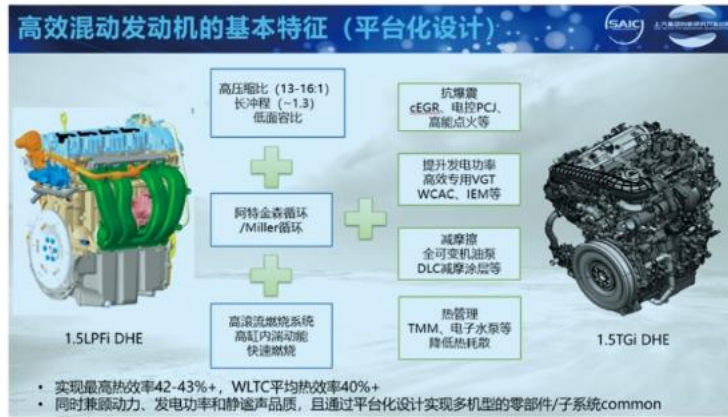 高效混动发动机的基本特征（平台化设计）
SAIC
高压缩比（13-16:1）
长冲程（~1.3）
低面容比
阿特金森循环
/Miller循环
高滚流燃烧系统
高缸内湍动能
快速燃烧
抗爆震
cEGR、电控PCJ、
高能点火等
提升发电功率
高效专用VGT
WCAC、IEM等
减摩擦
全可变机油泵
DLC减摩涂层等
热管理
TMM、电子水泵等
降低热耗散
1.5LPFi DHE
1.5TGi DHE
• 实现最高热效率42-43%+，WLTC平均热效率40%+
• 同时兼顾动力、发电功率和静谧声品质，且通过平台化设计实现多机型的零部件/子系统common